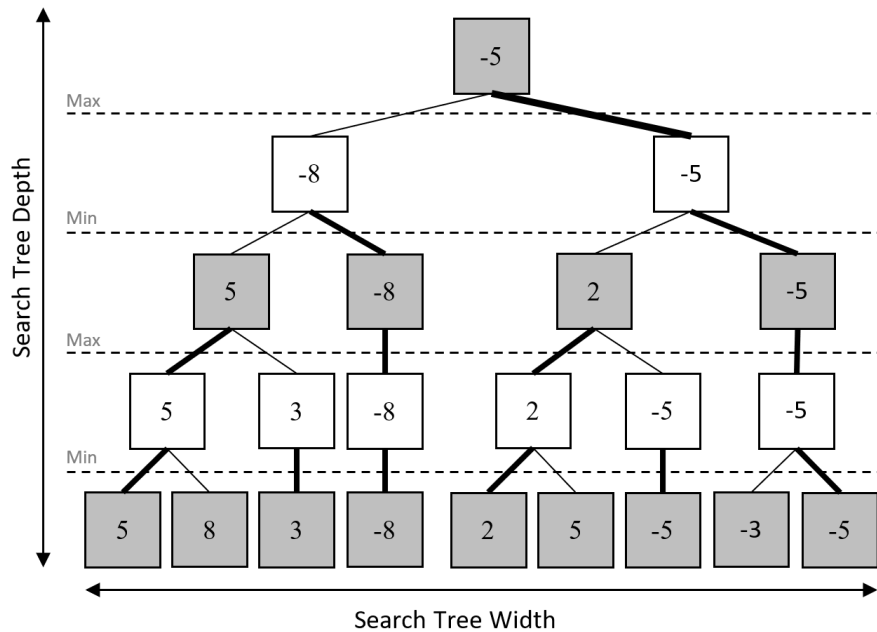 -5
Max
-8 -5
Min
5 -8 2 -5
Max
5 3 -8 2 -5 -5
Min
5 8 3 -8 2 5 -5 -3 -5
Search Tree Depth
Search Tree Width